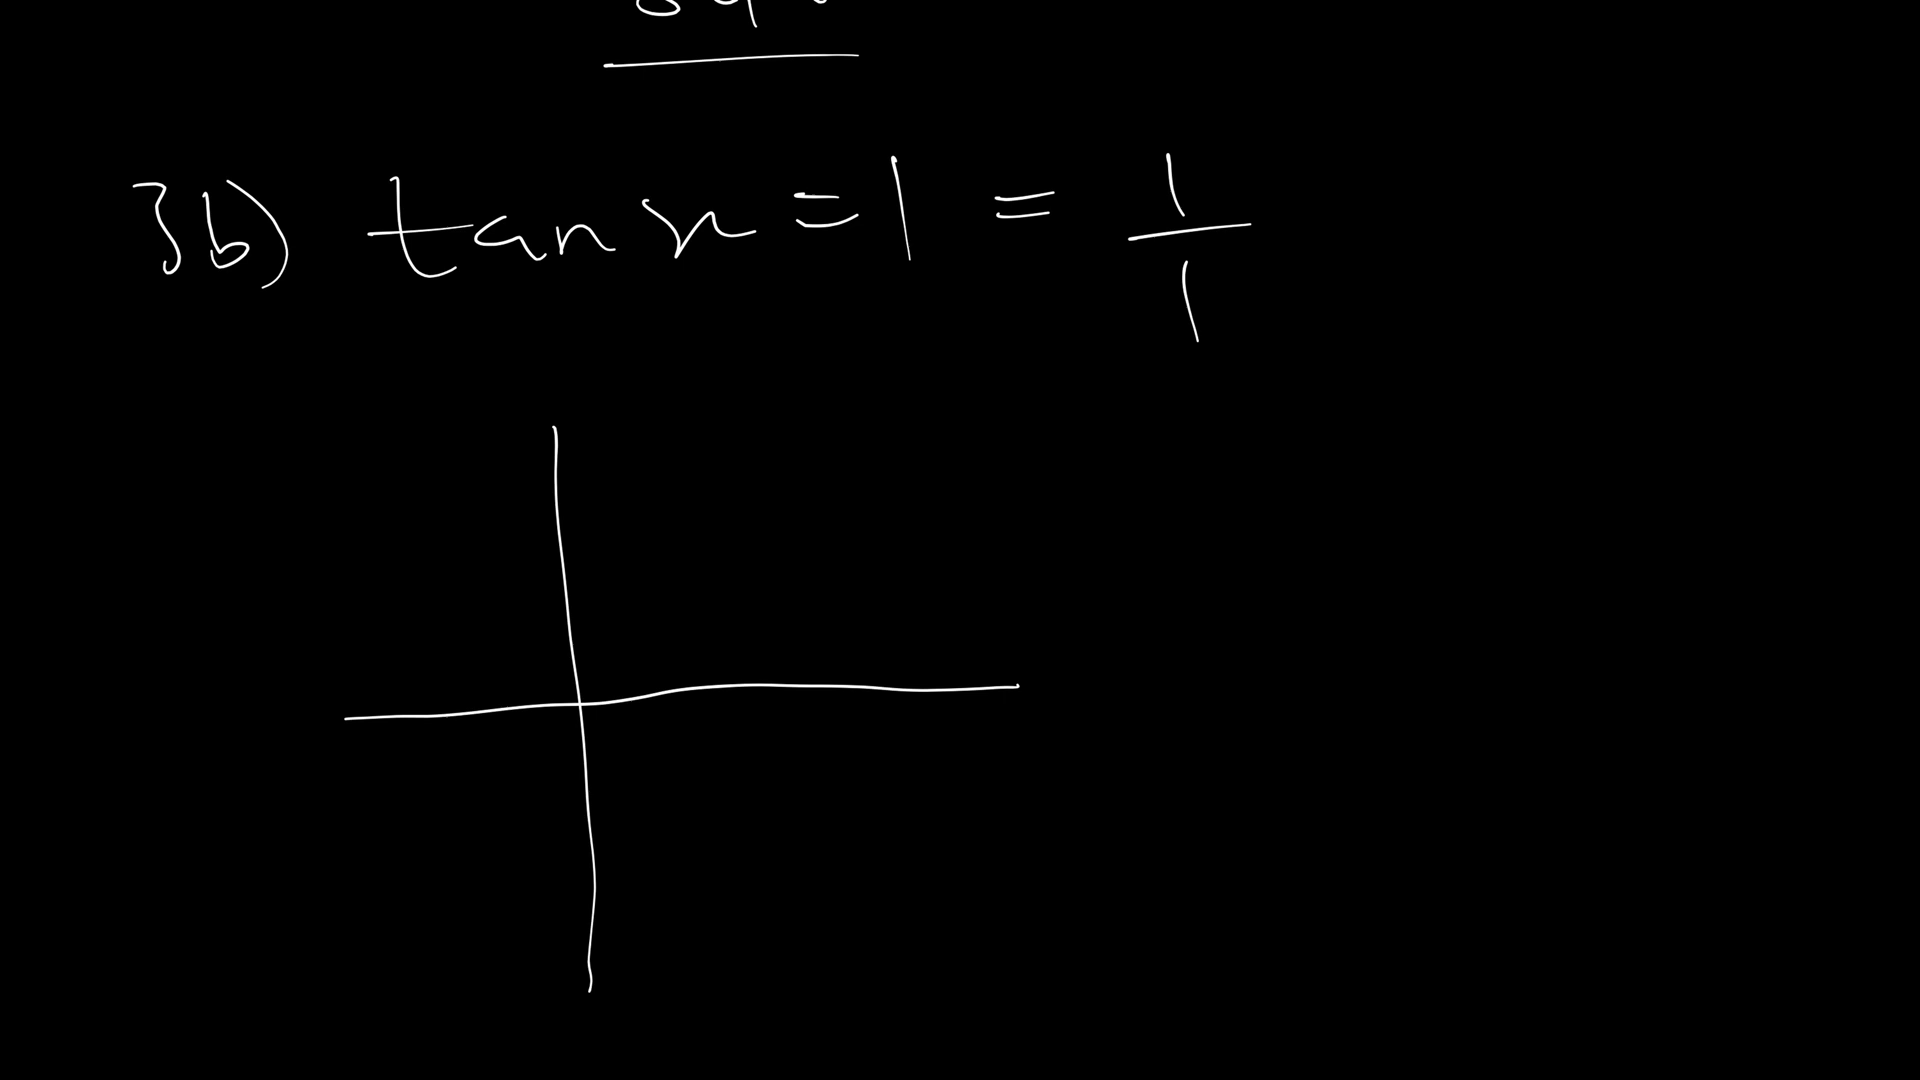 3b) tan x = 1 = 1/1